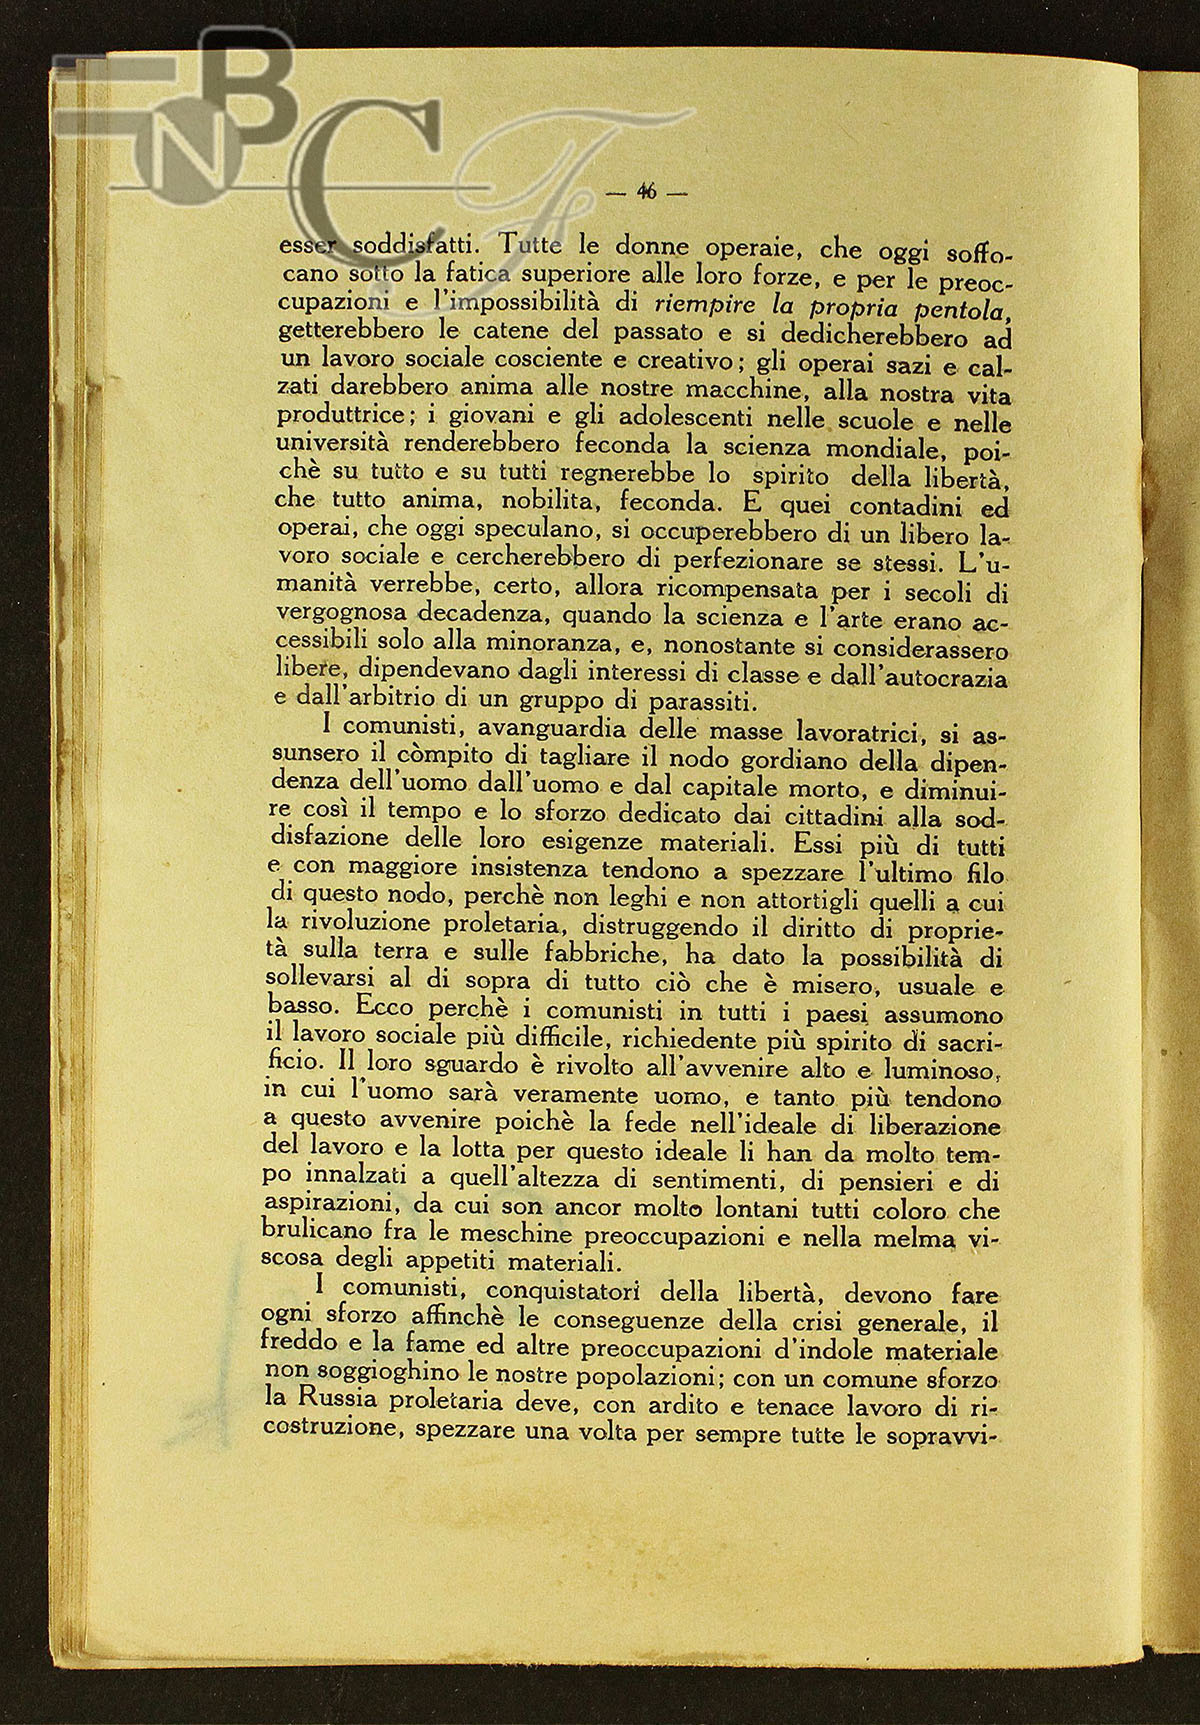 BNCF
— 46 —
esser soddisfatti. Tutte le donne operaie, che oggi soffo-
cano sotto la fatica superiore alle loro forze, e per le preoc-
cupazioni e l'impossibilità di riempire la propria pentola,
getterebbero le catene del passato e si dedicherebbero ad
un lavoro sociale cosciente e creativo; gli operai sazi e cal-
zati darebbero anima alle nostre macchine, alla nostra vita
produttrice; i giovani e gli adolescenti nelle scuole e nelle
università renderebbero feconda la scienza mondiale, poi-
chè su tutto e su tutti regnerebbe lo spirito della libertà,
che tutto anima, nobilita, feconda. E quei contadini ed
operai, che oggi speculano, si occuperebbero di un libero la-
voro sociale e cercherebbero di perfezionare se stessi. L'u-
manità verrebbe, certo, allora ricompensata per i secoli di
vergognosa decadenza, quando la scienza e l'arte erano ac-
cessibili solo alla minoranza, e, nonostante si considerassero
libere, dipendevano dagli interessi di classe e dall'autocrazia
e dall'arbitrio di un gruppo di parassiti.
I comunisti, avanguardia delle masse lavoratrici, si as-
sunsero il còmpito di tagliare il nodo gordiano della dipen-
denza dell'uomo dall'uomo e dal capitale morto, e diminui-
re così il tempo e lo sforzo dedicato dai cittadini alla sod-
disfazione delle loro esigenze materiali. Essi più di tutti
e con maggiore insistenza tendono a spezzare l'ultimo filo
di questo nodo, perchè non leghi e non attortigli quelli a cui
la rivoluzione proletaria, distruggendo il diritto di proprie-
tà sulla terra e sulle fabbriche, ha dato la possibilità di
sollevarsi al di sopra di tutto ciò che è misero, usuale e
basso. Ecco perchè i comunisti in tutti i paesi assumono
il lavoro sociale più difficile, richiedente più spirito di sacri-
ficio. Il loro sguardo è rivolto all'avvenire alto e luminoso,
in cui l'uomo sarà veramente uomo, e tanto più tendono
a questo avvenire poichè la fede nell'ideale di liberazione
del lavoro e la lotta per questo ideale li han da molto tem-
po innalzati a quell'altezza di sentimenti, di pensieri e di
aspirazioni, da cui son ancor molto lontani tutti coloro che
brulicano fra le meschine preoccupazioni e nella melma vi-
scosa degli appetiti materiali.
I comunisti, conquistatori della libertà, devono fare
ogni sforzo affinchè le conseguenze della crisi generale, il
freddo e la fame ed altre preoccupazioni d'indole materiale
non soggioghino le nostre popolazioni; con un comune sforzo
la Russia proletaria deve, con ardito e tenace lavoro di ri-
costruzione, spezzare una volta per sempre tutte le sopravvi-